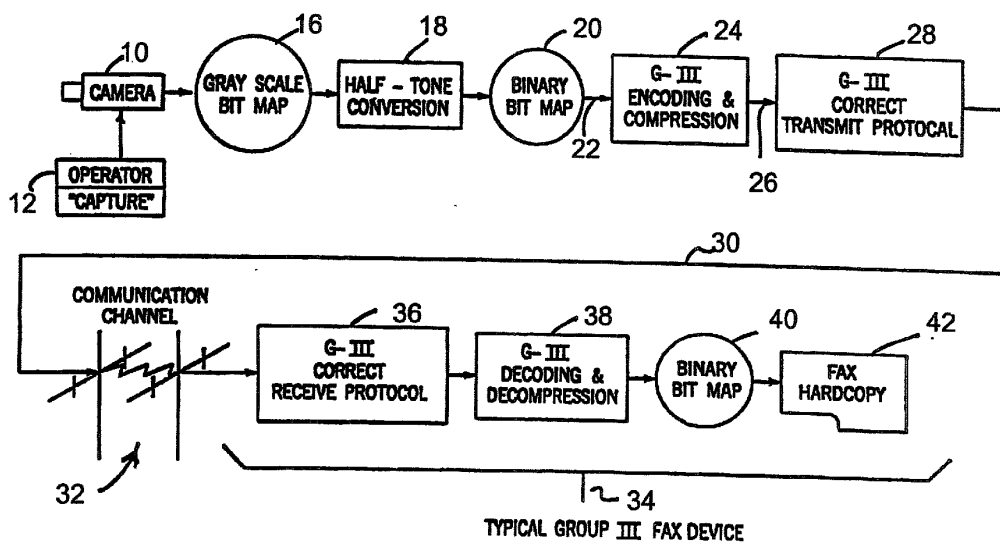 10
CAMERA
12
OPERATOR
"CAPTURE"
16
GRAY SCALE
BIT MAP
18
HALF - TONE
CONVERSION
20
BINARY
BIT MAP
22
24
G-III
ENCODING &
COMPRESSION
26
28
G-III
CORRECT
TRANSMIT PROTOCAL
30
COMMUNICATION
CHANNEL
32
36
G-III
CORRECT
RECEIVE PROTOCOL
38
G-III
DECODING &
DECOMPRESSION
40
BINARY
BIT MAP
42
FAX
HARDCOPY
34
TYPICAL GROUP III FAX DEVICE